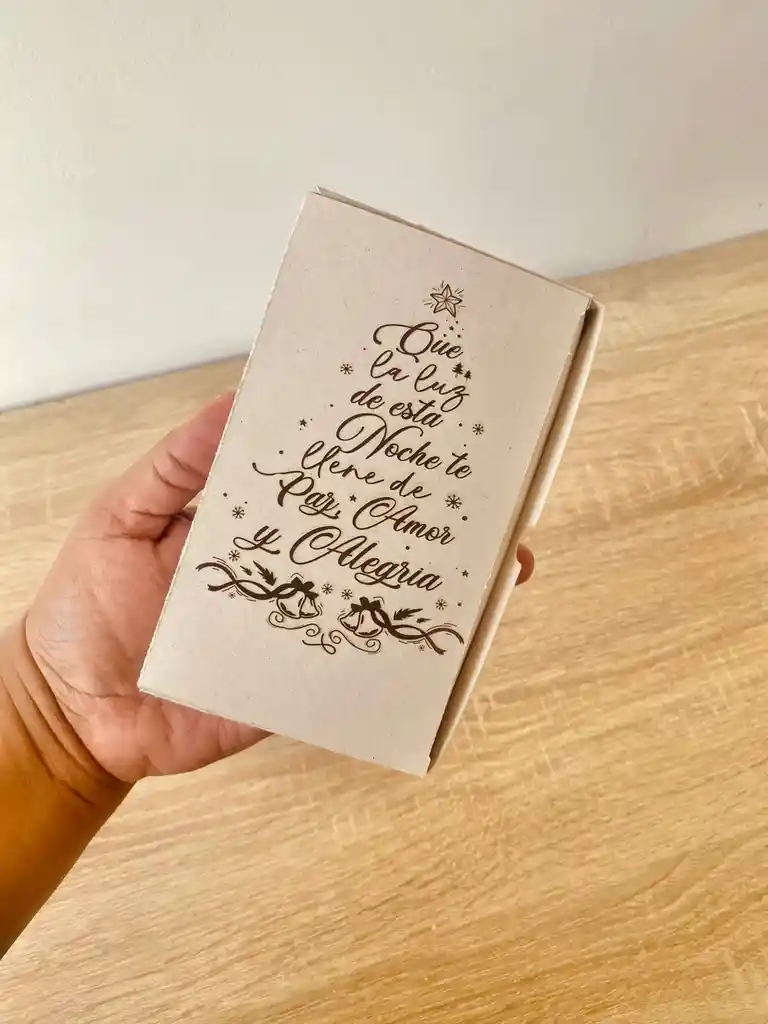 Que
la luz
de esta
Noche te
llene de
Paz, Amor
y Alegria